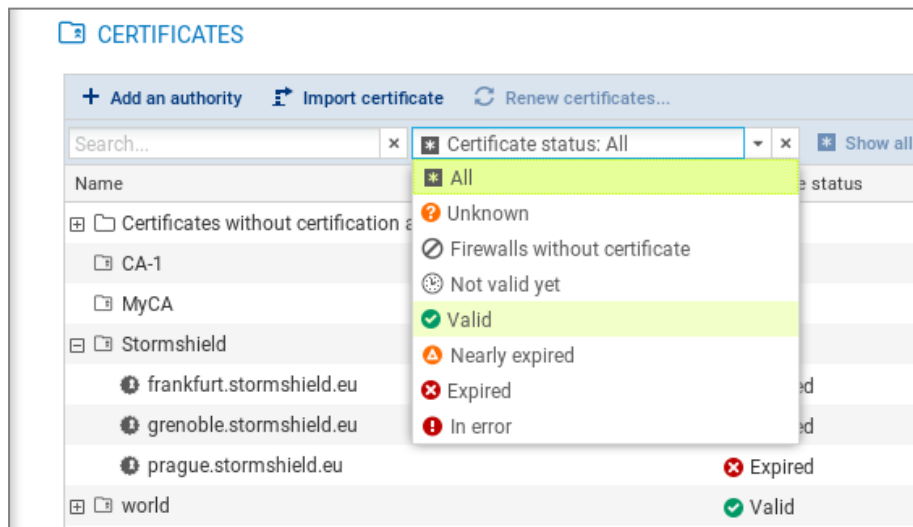 CERTIFICATES
+ Add an authority Import certificate Renew certificates...
Search... × Certificate status: All × Show all
Name e status
All
Unknown
Certificates without certification a
Firewalls without certificate
CA-1
Not valid yet
MyCA
Valid
Stormshield
Nearly expired
frankfurt.stormshield.eu ed
Expired
grenoble.stormshield.eu ed
In error
prague.stormshield.eu Expired
world Valid